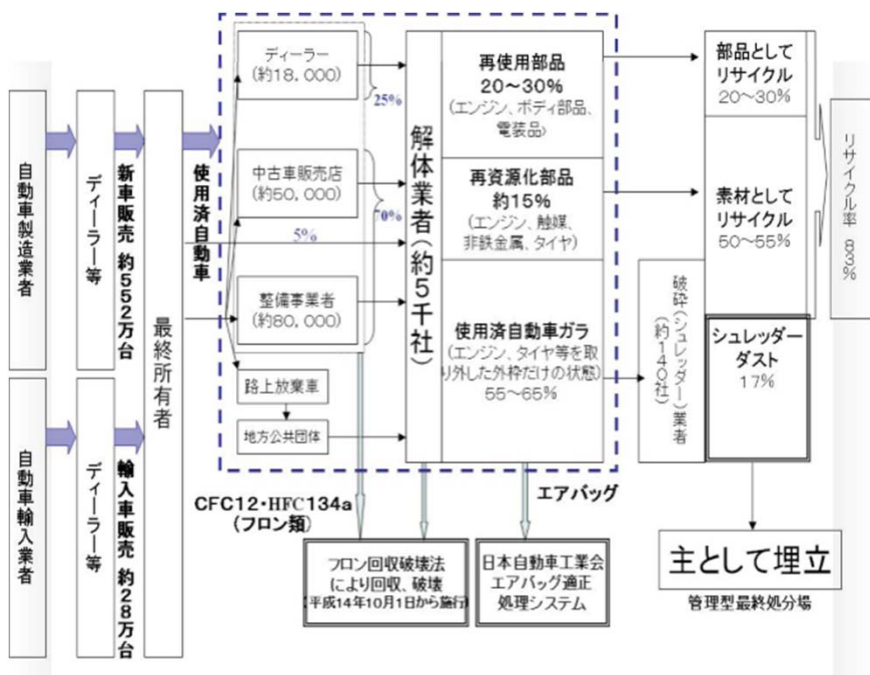 自動車製造業者
ディーラー等
新車販売 約552万台
自動車輸入業者
ディーラー等
輸入車販売 約28万台
最終所有者
使用済自動車
ディーラー
(約18,000)
25%
中古車販売店
(約50,000)
70%
5%
整備事業者
(約80,000)
路上放棄車
地方公共団体
解体業者(約5千社)
再使用部品
20~30%
(エンジン、ボディ部品、
電装品)
再資源化部品
約15%
(エンジン、触媒、
非鉄金属、タイヤ)
使用済自動車ガラ
(エンジン、タイヤ等を取
り外した外枠だけの状態)
55~65%
破砕(シュレッダー)業者
(約140社)
部品として
リサイクル
20~30%
素材として
リサイクル
50~55%
シュレッダー
ダスト
17%
リサイクル率 83%
CFC12・HFC134a
(フロン類)
エアバッグ
フロン回収破壊法
により回収、破壊
(平成14年10月1日から施行)
日本自動車工業会
エアバッグ適正
処理システム
主として埋立
管理型最終処分場